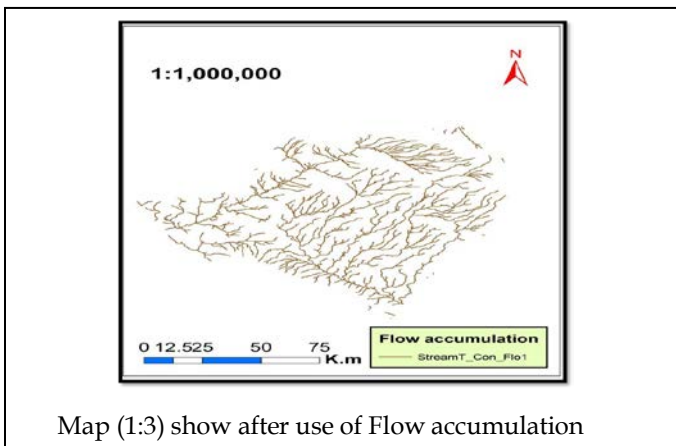 N
1:1,000,000
0 12.525 50 75
K.m
Flow accumulation
StreamT_Con_Flo1
Map (1:3) show after use of Flow accumulation